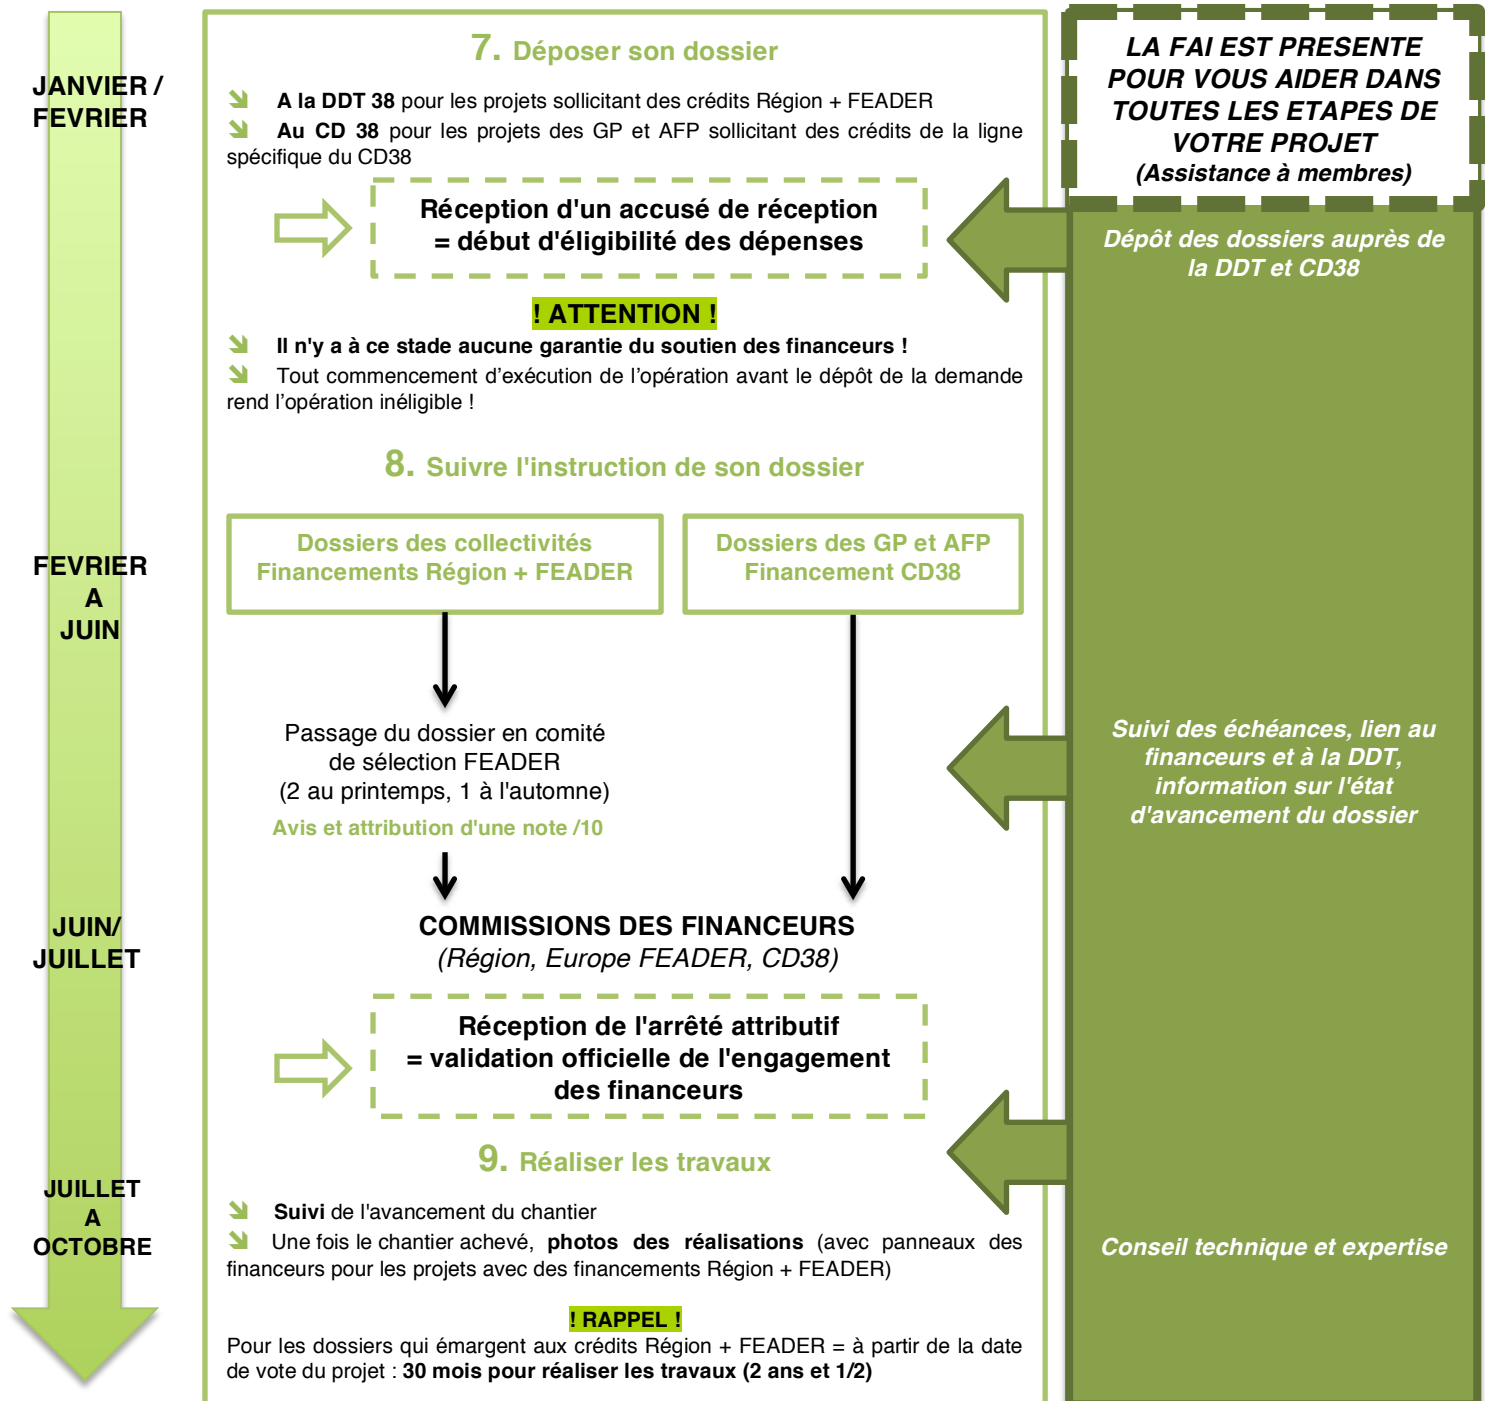 JANVIER /
FEVRIER
7. Déposer son dossier
A la DDT 38 pour les projets sollicitant des crédits Région + FEADER
Au CD 38 pour les projets des GP et AFP sollicitant des crédits de la ligne
spécifique du CD38
Réception d'un accusé de réception
= début d'éligibilité des dépenses
! ATTENTION !
Il n'y a à ce stade aucune garantie du soutien des financeurs !
Tout commencement d’exécution de l’opération avant le dépôt de la demande
rend l’opération inéligible !
LA FAI EST PRESENTE
POUR VOUS AIDER DANS
TOUTES LES ETAPES DE
VOTRE PROJET
(Assistance à membres)
Dépôt des dossiers auprès de
la DDT et CD38
FEVRIER
A
JUIN
8. Suivre l'instruction de son dossier
Dossiers des collectivités
Financements Région + FEADER
Dossiers des GP et AFP
Financement CD38
Passage du dossier en comité
de sélection FEADER
(2 au printemps, 1 à l'automne)
Avis et attribution d'une note /10
Suivi des échéances, lien au
financeurs et à la DDT,
information sur l'état
d'avancement du dossier
JUIN/
JUILLET
COMMISSIONS DES FINANCEURS
(Région, Europe FEADER, CD38)
Réception de l'arrêté attributif
= validation officielle de l'engagement
des financeurs
JUILLET
A
OCTOBRE
9. Réaliser les travaux
Suivi de l'avancement du chantier
Une fois le chantier achevé, photos des réalisations (avec panneaux des
financeurs pour les projets avec des financements Région + FEADER)
Conseil technique et expertise
! RAPPEL !
Pour les dossiers qui émargent aux crédits Région + FEADER = à partir de la date
de vote du projet : 30 mois pour réaliser les travaux (2 ans et 1/2)